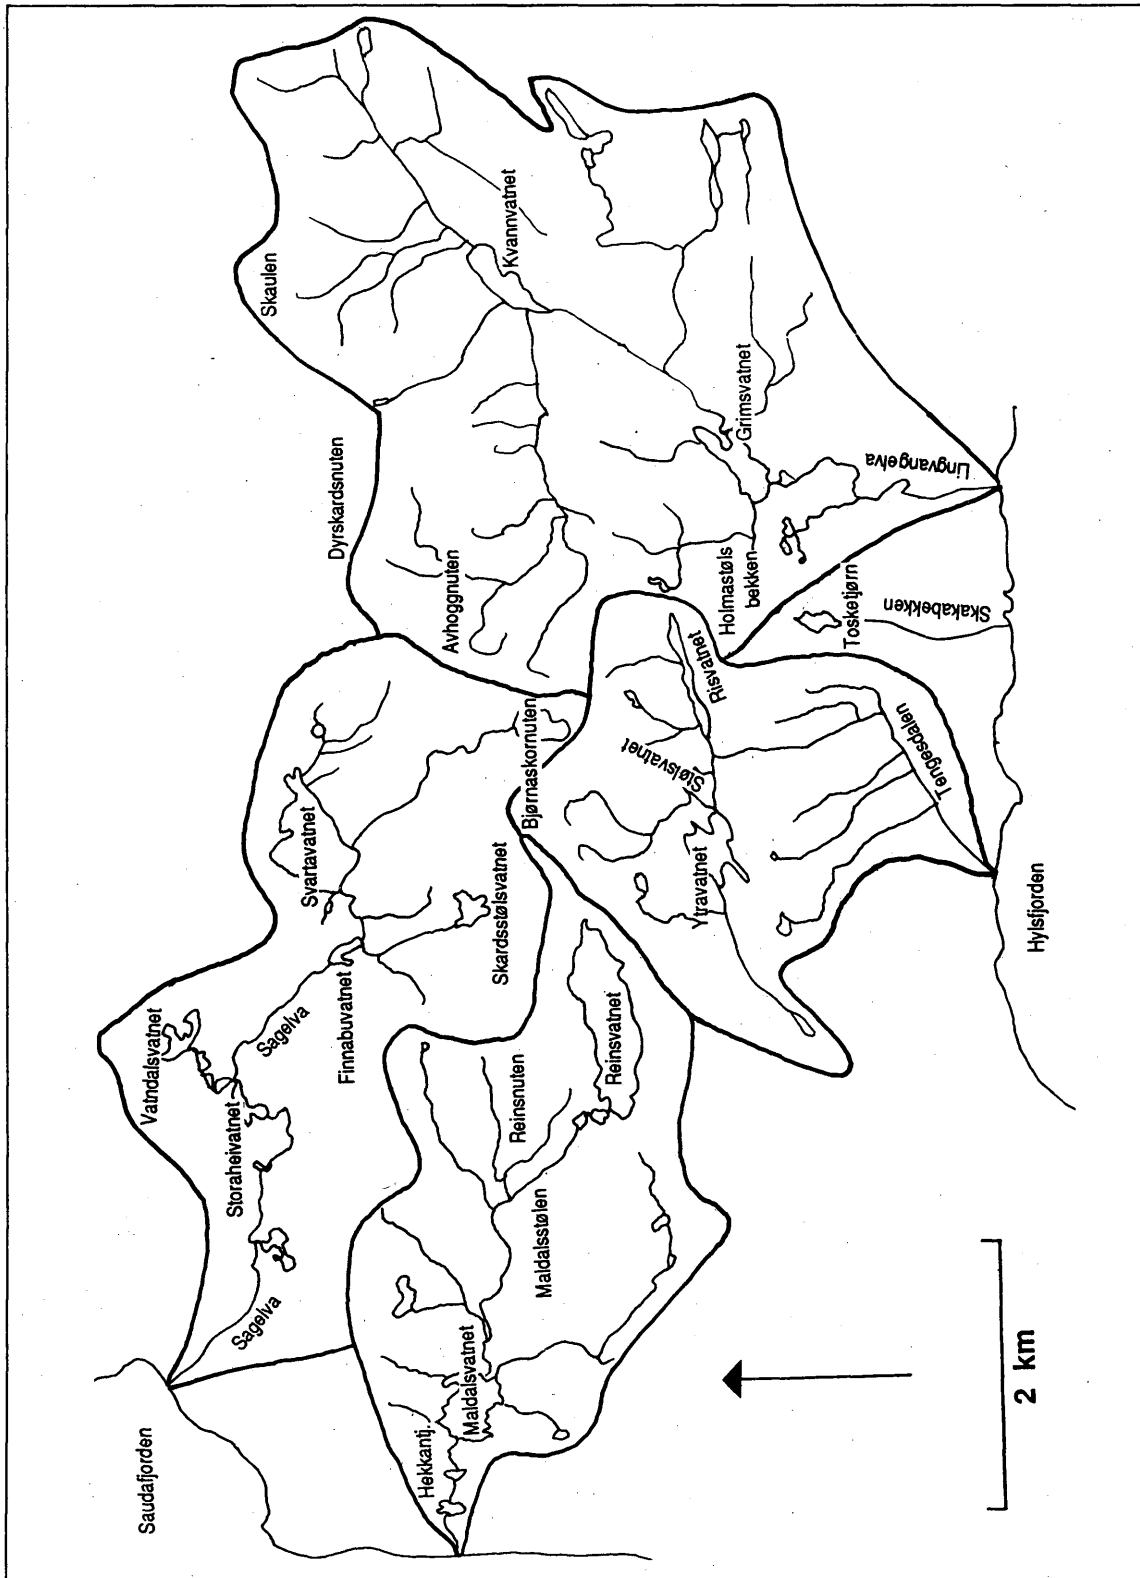 Saudafjorden
Sagelva
Storaheivatnet
Vatndalsvatnet
Sagelva
Finnabuvatnet
Svartavatnet
Skardsstølsvatnet
Bjørnaskornuten
Dyrskardsnuten
Avhoggnuten
Skaulen
Kvannvatnet
Hekkantj.
Maldalsvatnet
Maldalsstølen
Reinsnuten
Reinsvatnet
Ytravatnet
Stølsvatnet
Risvatnet
Holmastøls
bekken
Grimsvatnet
Lingvangelva
Tosketjørn
Skakabekken
Tengesdalen
Hylsfjorden
2 km